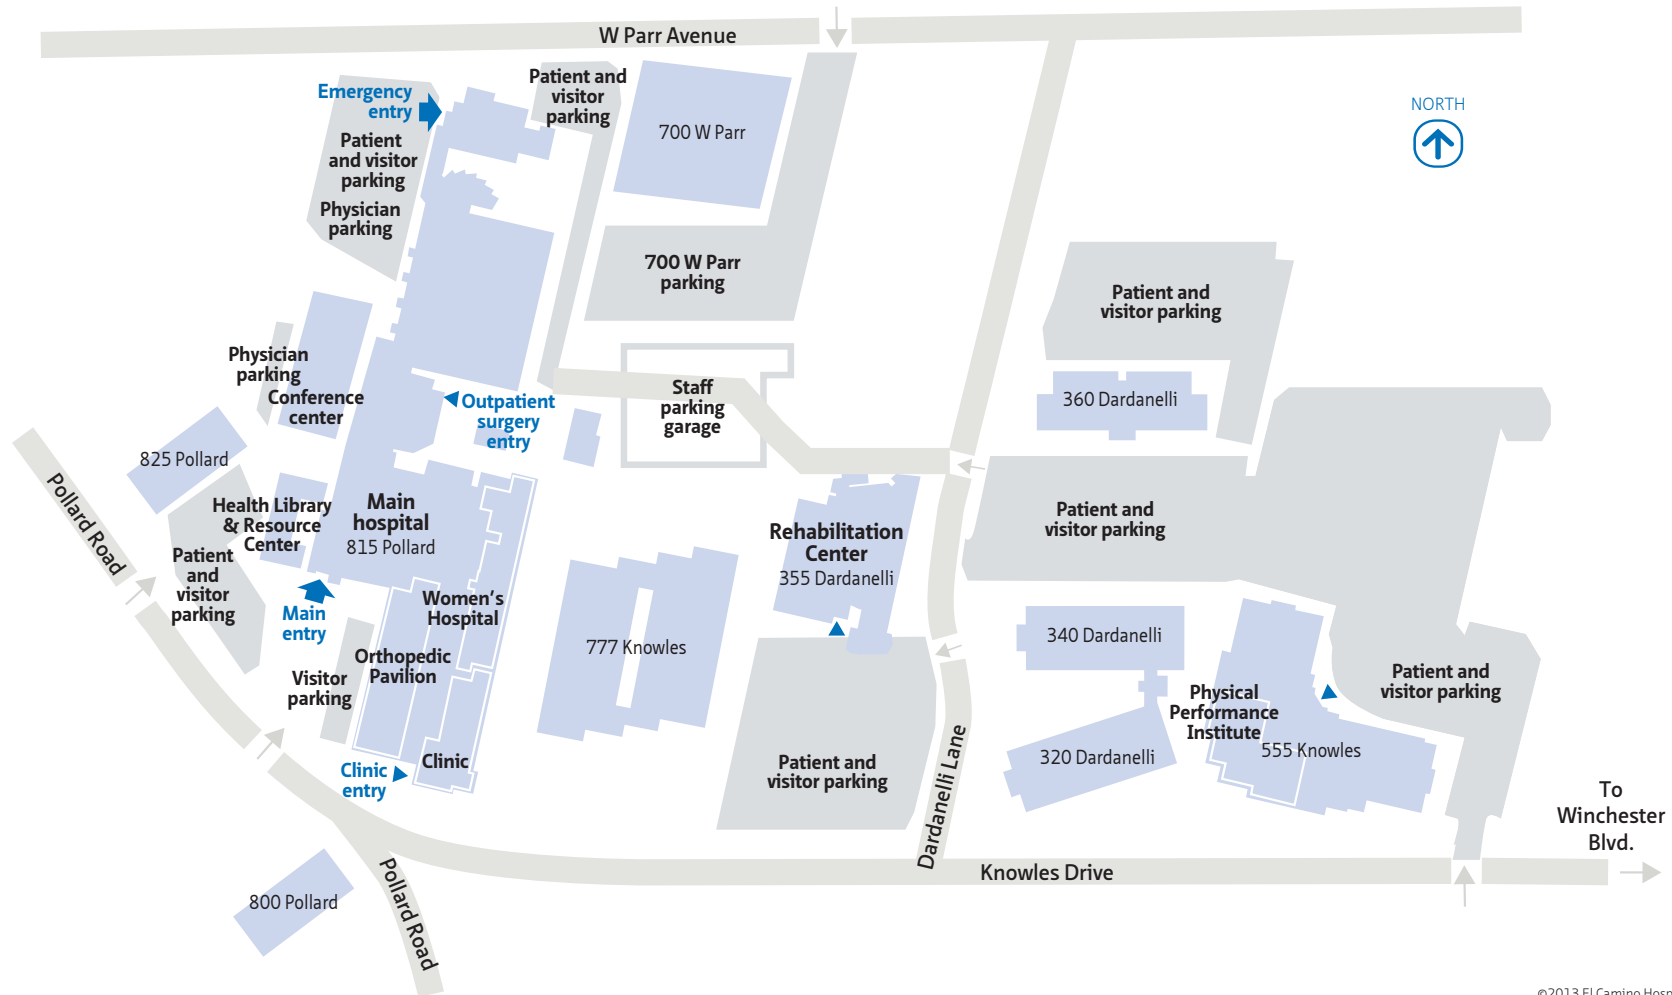 W Parr Avenue
Emergency
entry
Patient
and visitor
parking
Physician
parking
Patient and
visitor
parking
700 W Parr
NORTH
700 W Parr
parking
Patient and
visitor parking
Physician
parking
Conference
center
Outpatient
surgery
entry
Staff
parking
garage
360 Dardanelli
825 Pollard
Pollard Road
Health Library
& Resource
Center
Main
hospital
815 Pollard
Patient
and
visitor
parking
Main
entry
Women's
Hospital
Orthopedic
Pavilion
Visitor
parking
Clinic
Clinic
entry
777 Knowles
Rehabilitation
Center
355 Dardanelli
Patient and
visitor parking
340 Dardanelli
Patient and
visitor parking
Physical
Performance
Institute
555 Knowles
320 Dardanelli
Patient and
visitor parking
Dardanelli Lane
To
Winchester
Blvd.
Knowles Drive
800 Pollard
Pollard Road
©2013 El Camino Hosp